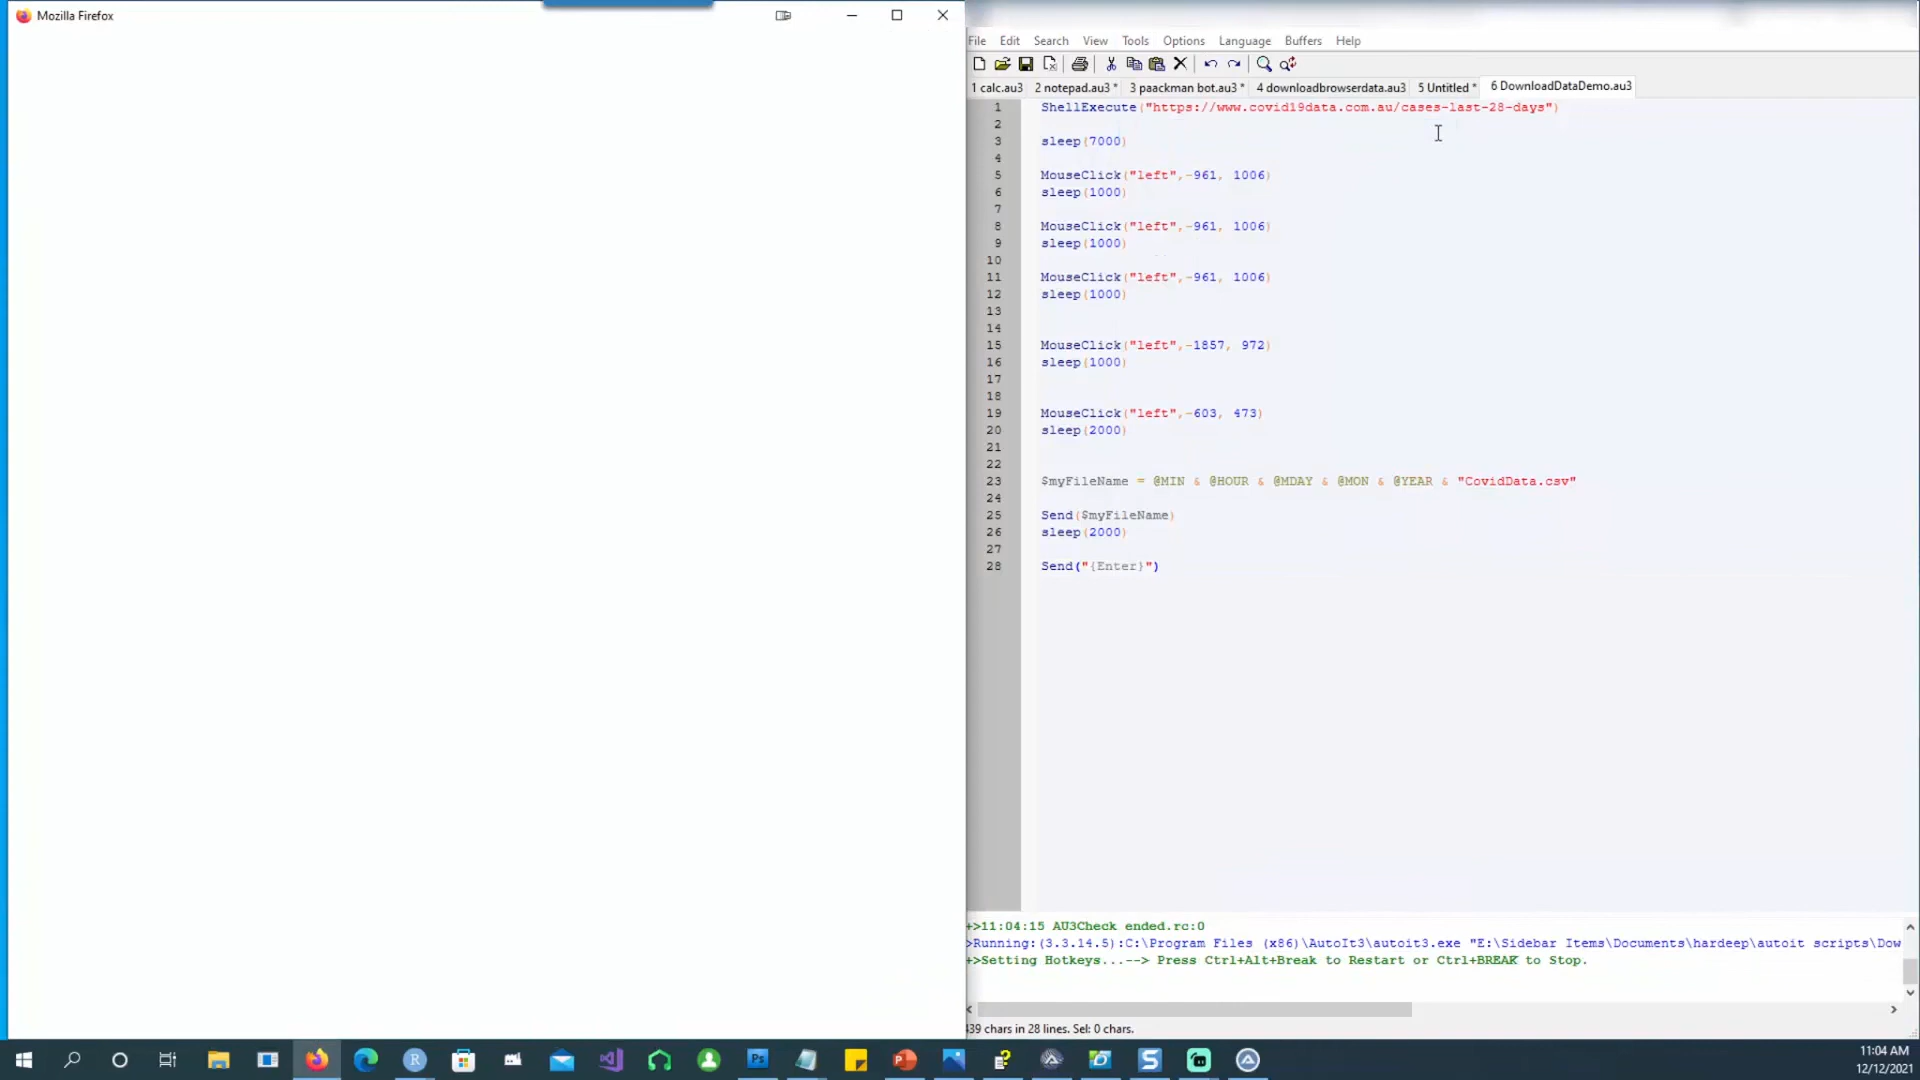 Mozilla Firefox
File Edit Search View Tools Options Language Buffers Help
1 calc.au3 2 notepad.au3 * 3 paackman bot.au3 * 4 downloadbrowserdata.au3 5 Untitled * 6 DownloadDataDemo.au3
1 ShellExecute("https://www.covid19data.com.au/cases-last-28-days")
2
3 sleep(7000)
4
5 MouseClick("left",-961, 1006)
6 sleep(1000)
7
8 MouseClick("left",-961, 1006)
9 sleep(1000)
10
11 MouseClick("left",-961, 1006)
12 sleep(1000)
13
14
15 MouseClick("left",-1857, 972)
16 sleep(1000)
17
18
19 MouseClick("left",-603, 473)
20 sleep(2000)
21
22
23 $myFileName = @MIN & @HOUR & @MDAY & @MON & @YEAR & "CovidData.csv"
24
25 Send($myFileName)
26 sleep(2000)
27
28 Send("{Enter}")
+>11:04:15 AU3Check ended.rc:0
>Running:(3.3.14.5):C:\Program Files (x86)\AutoIt3\autoit3.exe "E:\Sidebar Items\Documents\hardeep\autoit scripts\Dow
+>Setting Hotkeys...--> Press Ctrl+Alt+Break to Restart or Ctrl+BREAK to Stop.
439 chars in 28 lines. Sel: 0 chars.
R
Ps
P
S
11:04 AM
12/12/2021